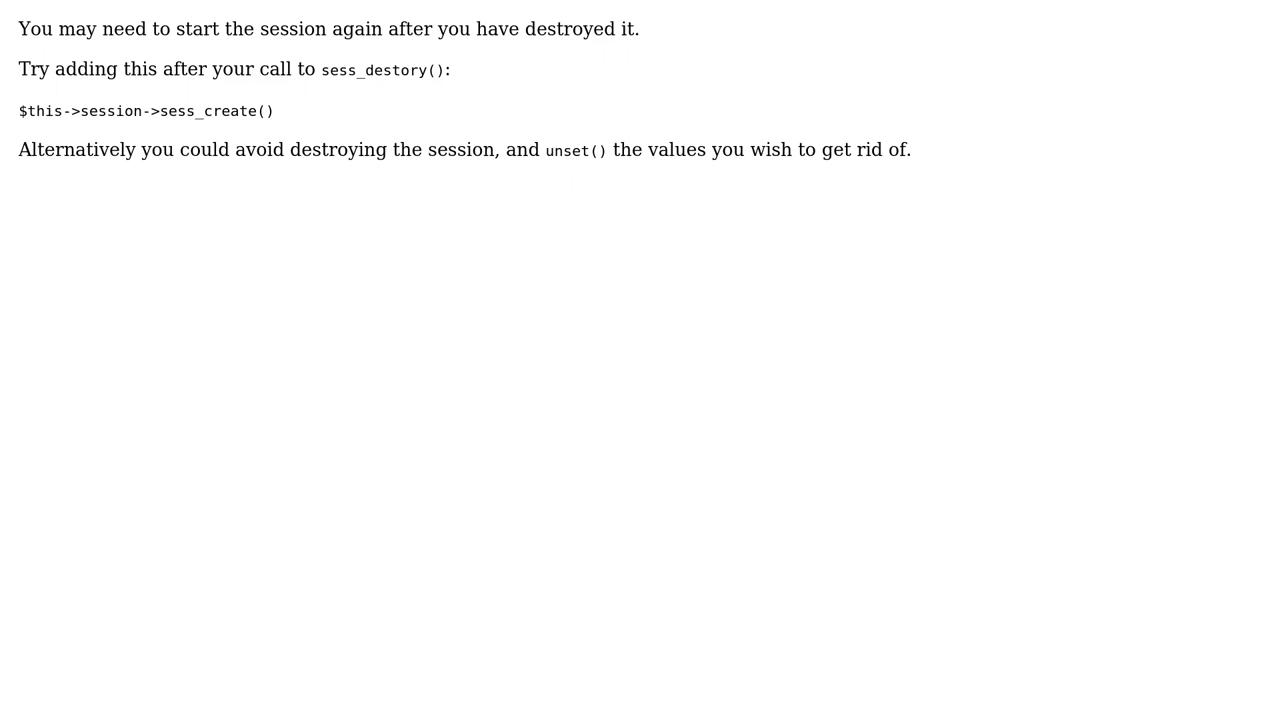 You may need to start the session again after you have destroyed it.
Try adding this after your call to sess_destory():
$this->session->sess_create()
Alternatively you could avoid destroying the session, and unset() the values you wish to get rid of.